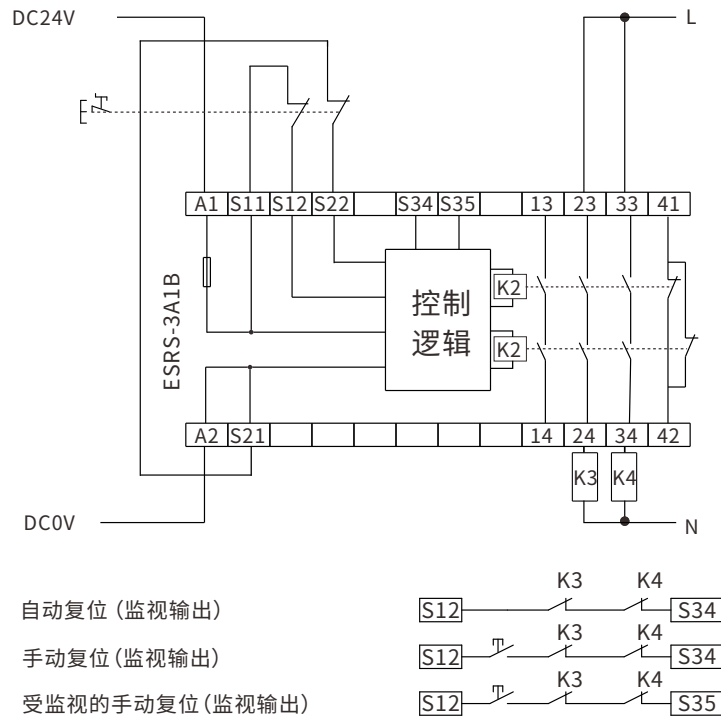 DC24V
L
A1 S11 S12 S22 S34 S35 13 23 33 41
ESRS-3A1B
控制
逻辑
K2
K2
A2 S21 14 24 34 42
K3 K4
DC0V
N
K3 K4
自动复位(监视输出) S12 S34
K3 K4
手动复位(监视输出) S12 S34
K3 K4
受监视的手动复位(监视输出) S12 S35